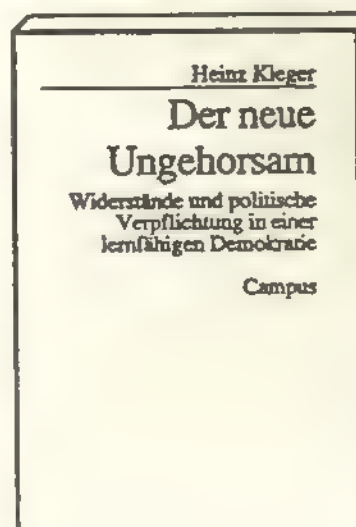 Heinz Kleger
Der neue
Ungehorsam
Widerstände und politische
Verpflichtung in einer
lernfähigen Demokratie
Campus